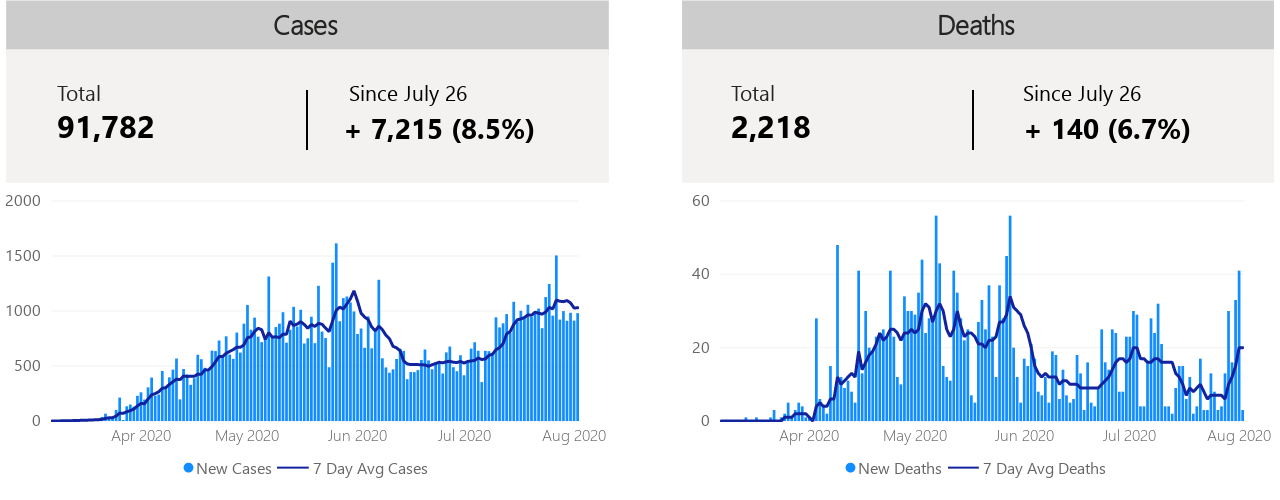 Cases
Total
91,782
Since July 26
+ 7,215 (8.5%)
2000
1500
1000
500
0
Apr 2020 May 2020 Jun 2020 Jul 2020 Aug 2020
New Cases 7 Day Avg Cases
Deaths
Total
2,218
Since July 26
+ 140 (6.7%)
60
40
20
0
Apr 2020 May 2020 Jun 2020 Jul 2020 Aug 2020
New Deaths 7 Day Avg Deaths